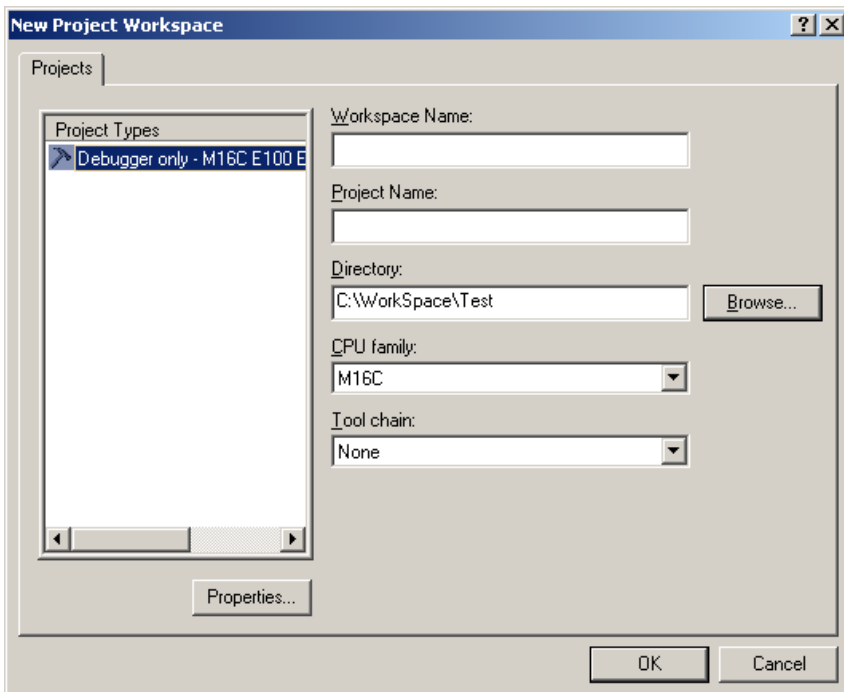 New Project Workspace
Projects
Project Types
Debugger only - M16C E100 E
Workspace Name:
Project Name:
Directory:
C:\WorkSpace\Test
Browse...
CPU family:
M16C
Tool chain:
None
Properties...
OK
Cancel